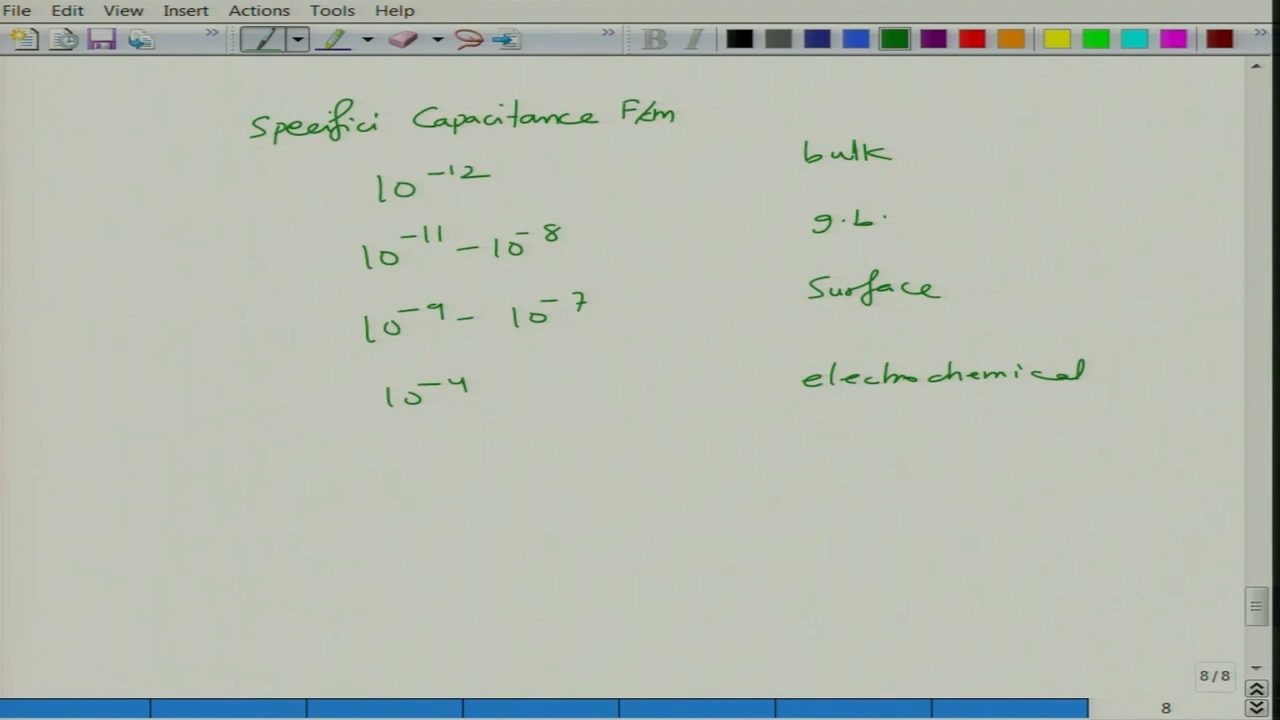 File Edit View Insert Actions Tools Help
B I
Specifici Capacitance F/cm
10⁻¹² bulk
10⁻¹¹ – 10⁻⁸ g.b.
10⁻⁹ – 10⁻⁷ Surface
10⁻⁴ electrochemical
8 / 8
8